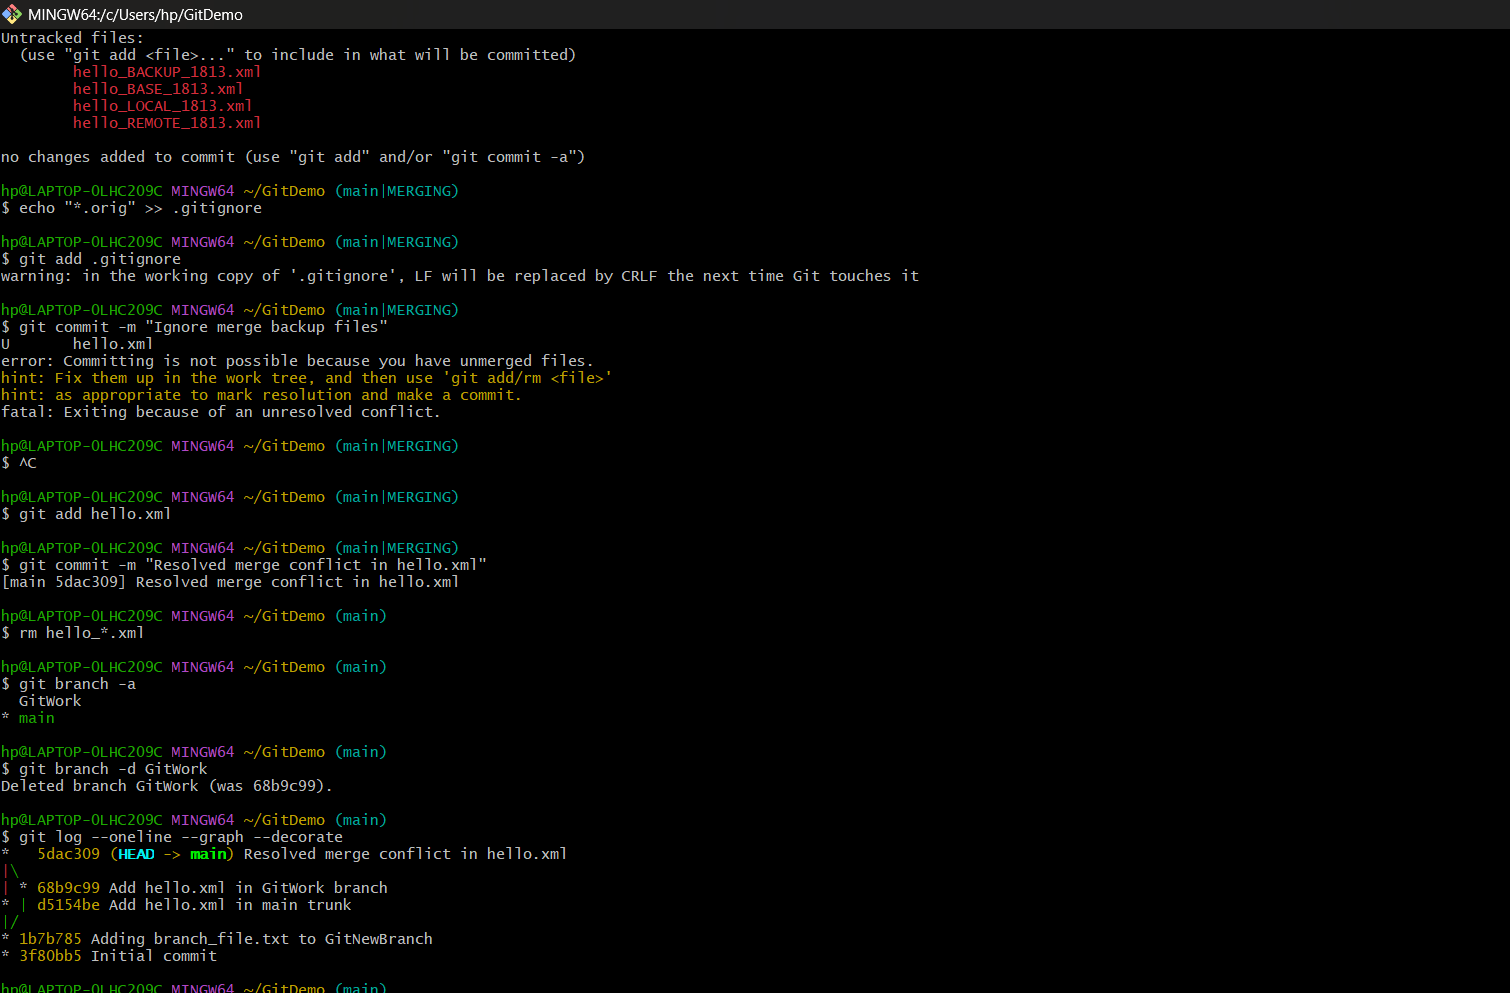 MINGW64:/c/Users/hp/GitDemo
Untracked files:
  (use "git add <file>..." to include in what will be committed)
        hello_BACKUP_1813.xml
        hello_BASE_1813.xml
        hello_LOCAL_1813.xml
        hello_REMOTE_1813.xml

no changes added to commit (use "git add" and/or "git commit -a")

hp@LAPTOP-0LHC209C MINGW64 ~/GitDemo (main|MERGING)
$ echo "*.orig" >> .gitignore

hp@LAPTOP-0LHC209C MINGW64 ~/GitDemo (main|MERGING)
$ git add .gitignore
warning: in the working copy of '.gitignore', LF will be replaced by CRLF the next time Git touches it

hp@LAPTOP-0LHC209C MINGW64 ~/GitDemo (main|MERGING)
$ git commit -m "Ignore merge backup files"
U       hello.xml
error: Committing is not possible because you have unmerged files.
hint: Fix them up in the work tree, and then use 'git add/rm <file>'
hint: as appropriate to mark resolution and make a commit.
fatal: Exiting because of an unresolved conflict.

hp@LAPTOP-0LHC209C MINGW64 ~/GitDemo (main|MERGING)
$ ^C

hp@LAPTOP-0LHC209C MINGW64 ~/GitDemo (main|MERGING)
$ git add hello.xml

hp@LAPTOP-0LHC209C MINGW64 ~/GitDemo (main|MERGING)
$ git commit -m "Resolved merge conflict in hello.xml"
[main 5dac309] Resolved merge conflict in hello.xml

hp@LAPTOP-0LHC209C MINGW64 ~/GitDemo (main)
$ rm hello_*.xml

hp@LAPTOP-0LHC209C MINGW64 ~/GitDemo (main)
$ git branch -a
  GitWork
* main

hp@LAPTOP-0LHC209C MINGW64 ~/GitDemo (main)
$ git branch -d GitWork
Deleted branch GitWork (was 68b9c99).

hp@LAPTOP-0LHC209C MINGW64 ~/GitDemo (main)
$ git log --oneline --graph --decorate
*   5dac309 (HEAD -> main) Resolved merge conflict in hello.xml
|\
| * 68b9c99 Add hello.xml in GitWork branch
* | d5154be Add hello.xml in main trunk
|/
* 1b7b785 Adding branch_file.txt to GitNewBranch
* 3f80bb5 Initial commit

hp@LAPTOP-0LHC209C MINGW64 ~/GitDemo (main)